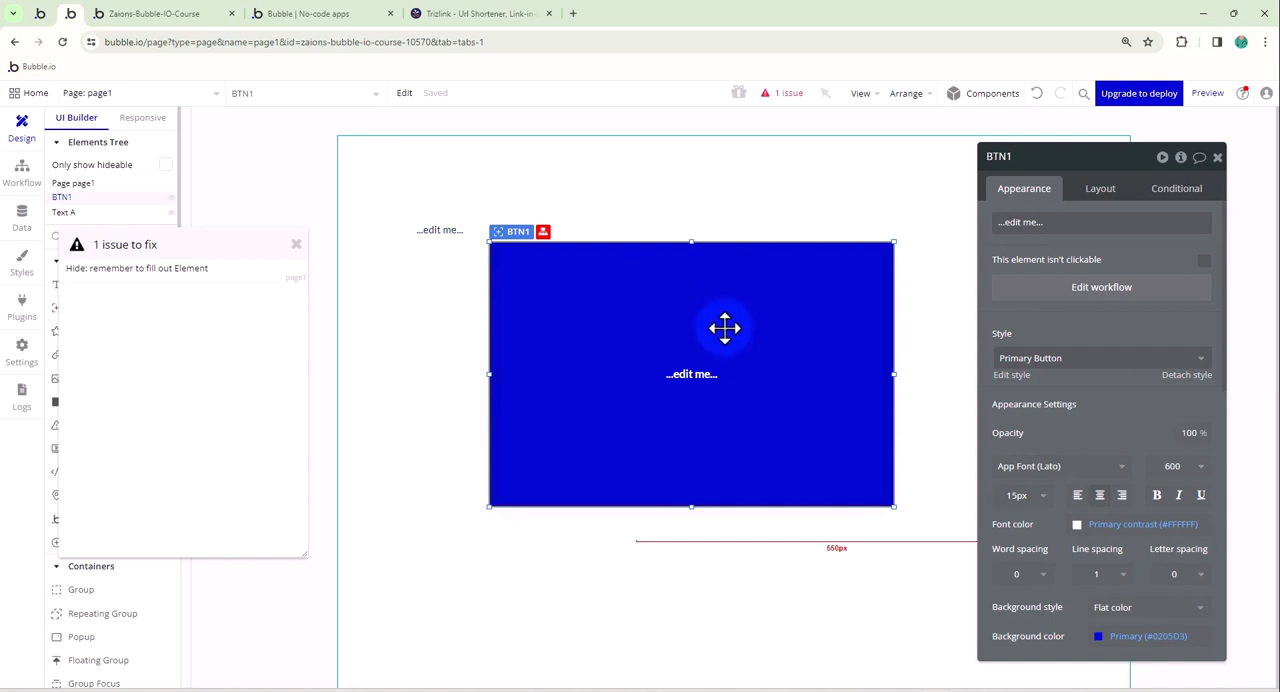 Zaions-Bubble-IO-Course
Bubble | No-code apps
Trizlink - Url Shortener, Link-in-
bubble.io/page?type=page&name=page1&id=zaions-bubble-io-course-10570&tab=tabs-1
Bubble.io
Home
Page: page1
BTN1
Edit
Saved
1 issue
View
Arrange
Components
Upgrade to deploy
Preview
UI Builder
Responsive
Design
Elements Tree
Only show hideable
Page page1
BTN1
Text A
Workflow
Data
Styles
Plugins
Settings
Logs
1 issue to fix
Hide: remember to fill out Element
page1
Containers
Group
Repeating Group
Popup
Floating Group
Group Focus
...edit me...
BTN1
...edit me...
550px
BTN1
Appearance
Layout
Conditional
...edit me...
This element isn't clickable
Edit workflow
Style
Primary Button
Edit style
Detach style
Appearance Settings
Opacity
100 %
App Font (Lato)
600
15px
B I U
Font color
Primary contrast (#FFFFFF)
Word spacing
Line spacing
Letter spacing
0
1
0
Background style
Flat color
Background color
Primary (#0205D3)